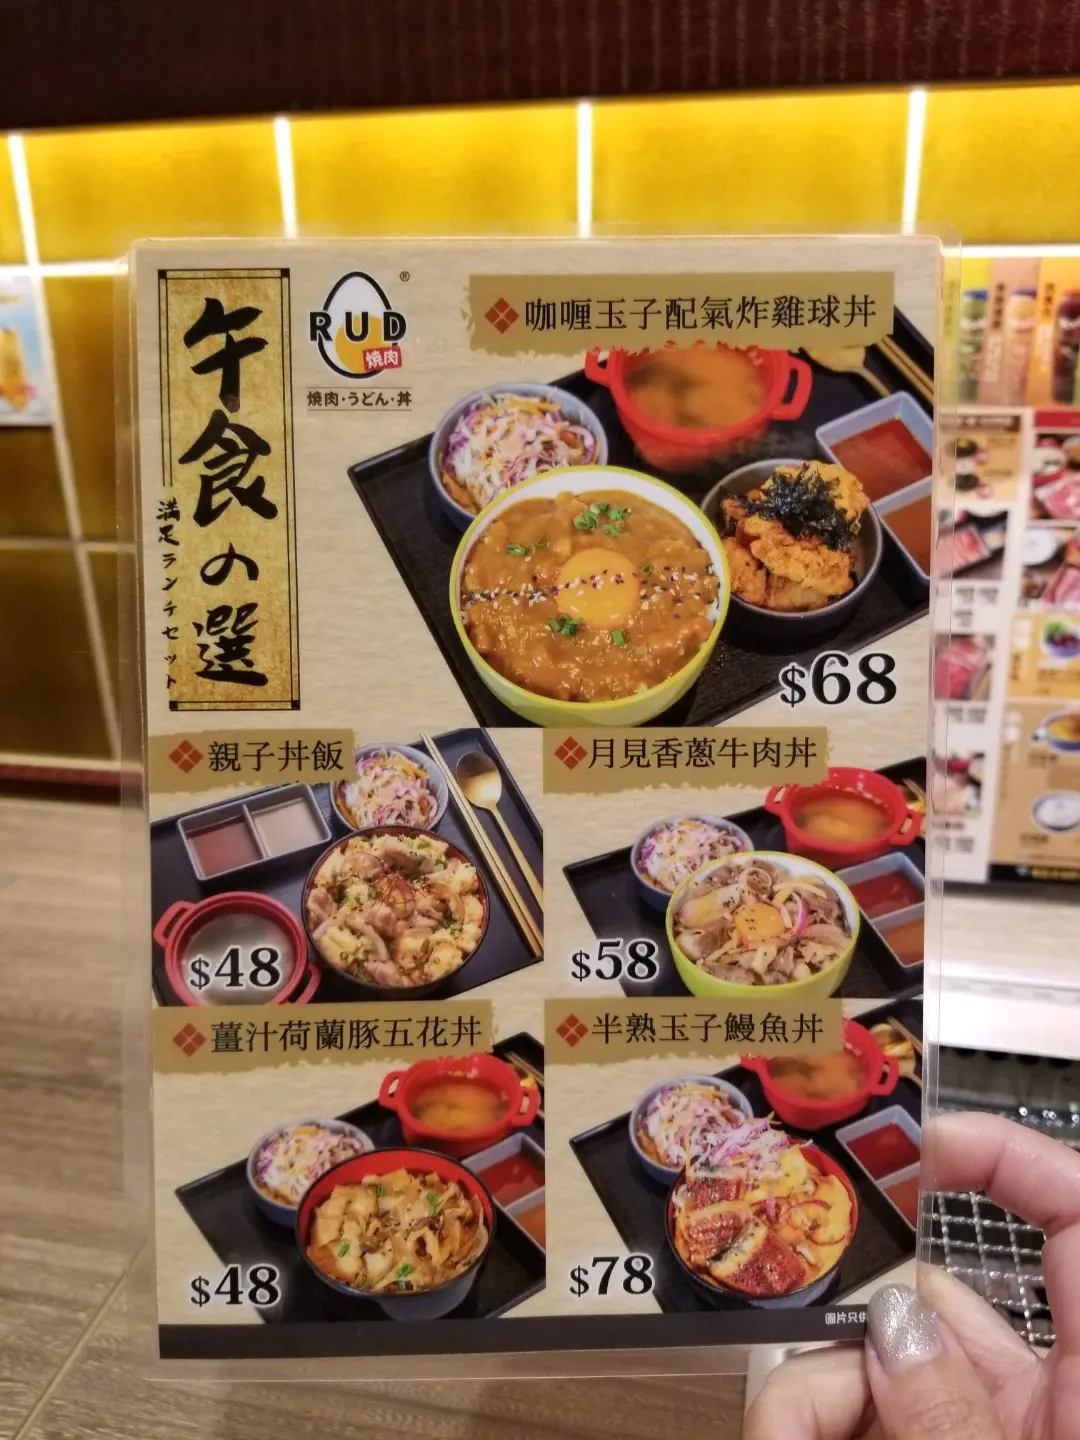 午食の選
満足ランチセット
RUD
®
焼肉
焼肉・うどん・丼
咖喱玉子配氣炸雞球丼
$68
親子丼飯
$48
月見香蔥牛肉丼
$58
薑汁荷蘭豚五花丼
$48
半熟玉子鰻魚丼
$78
圖片只供